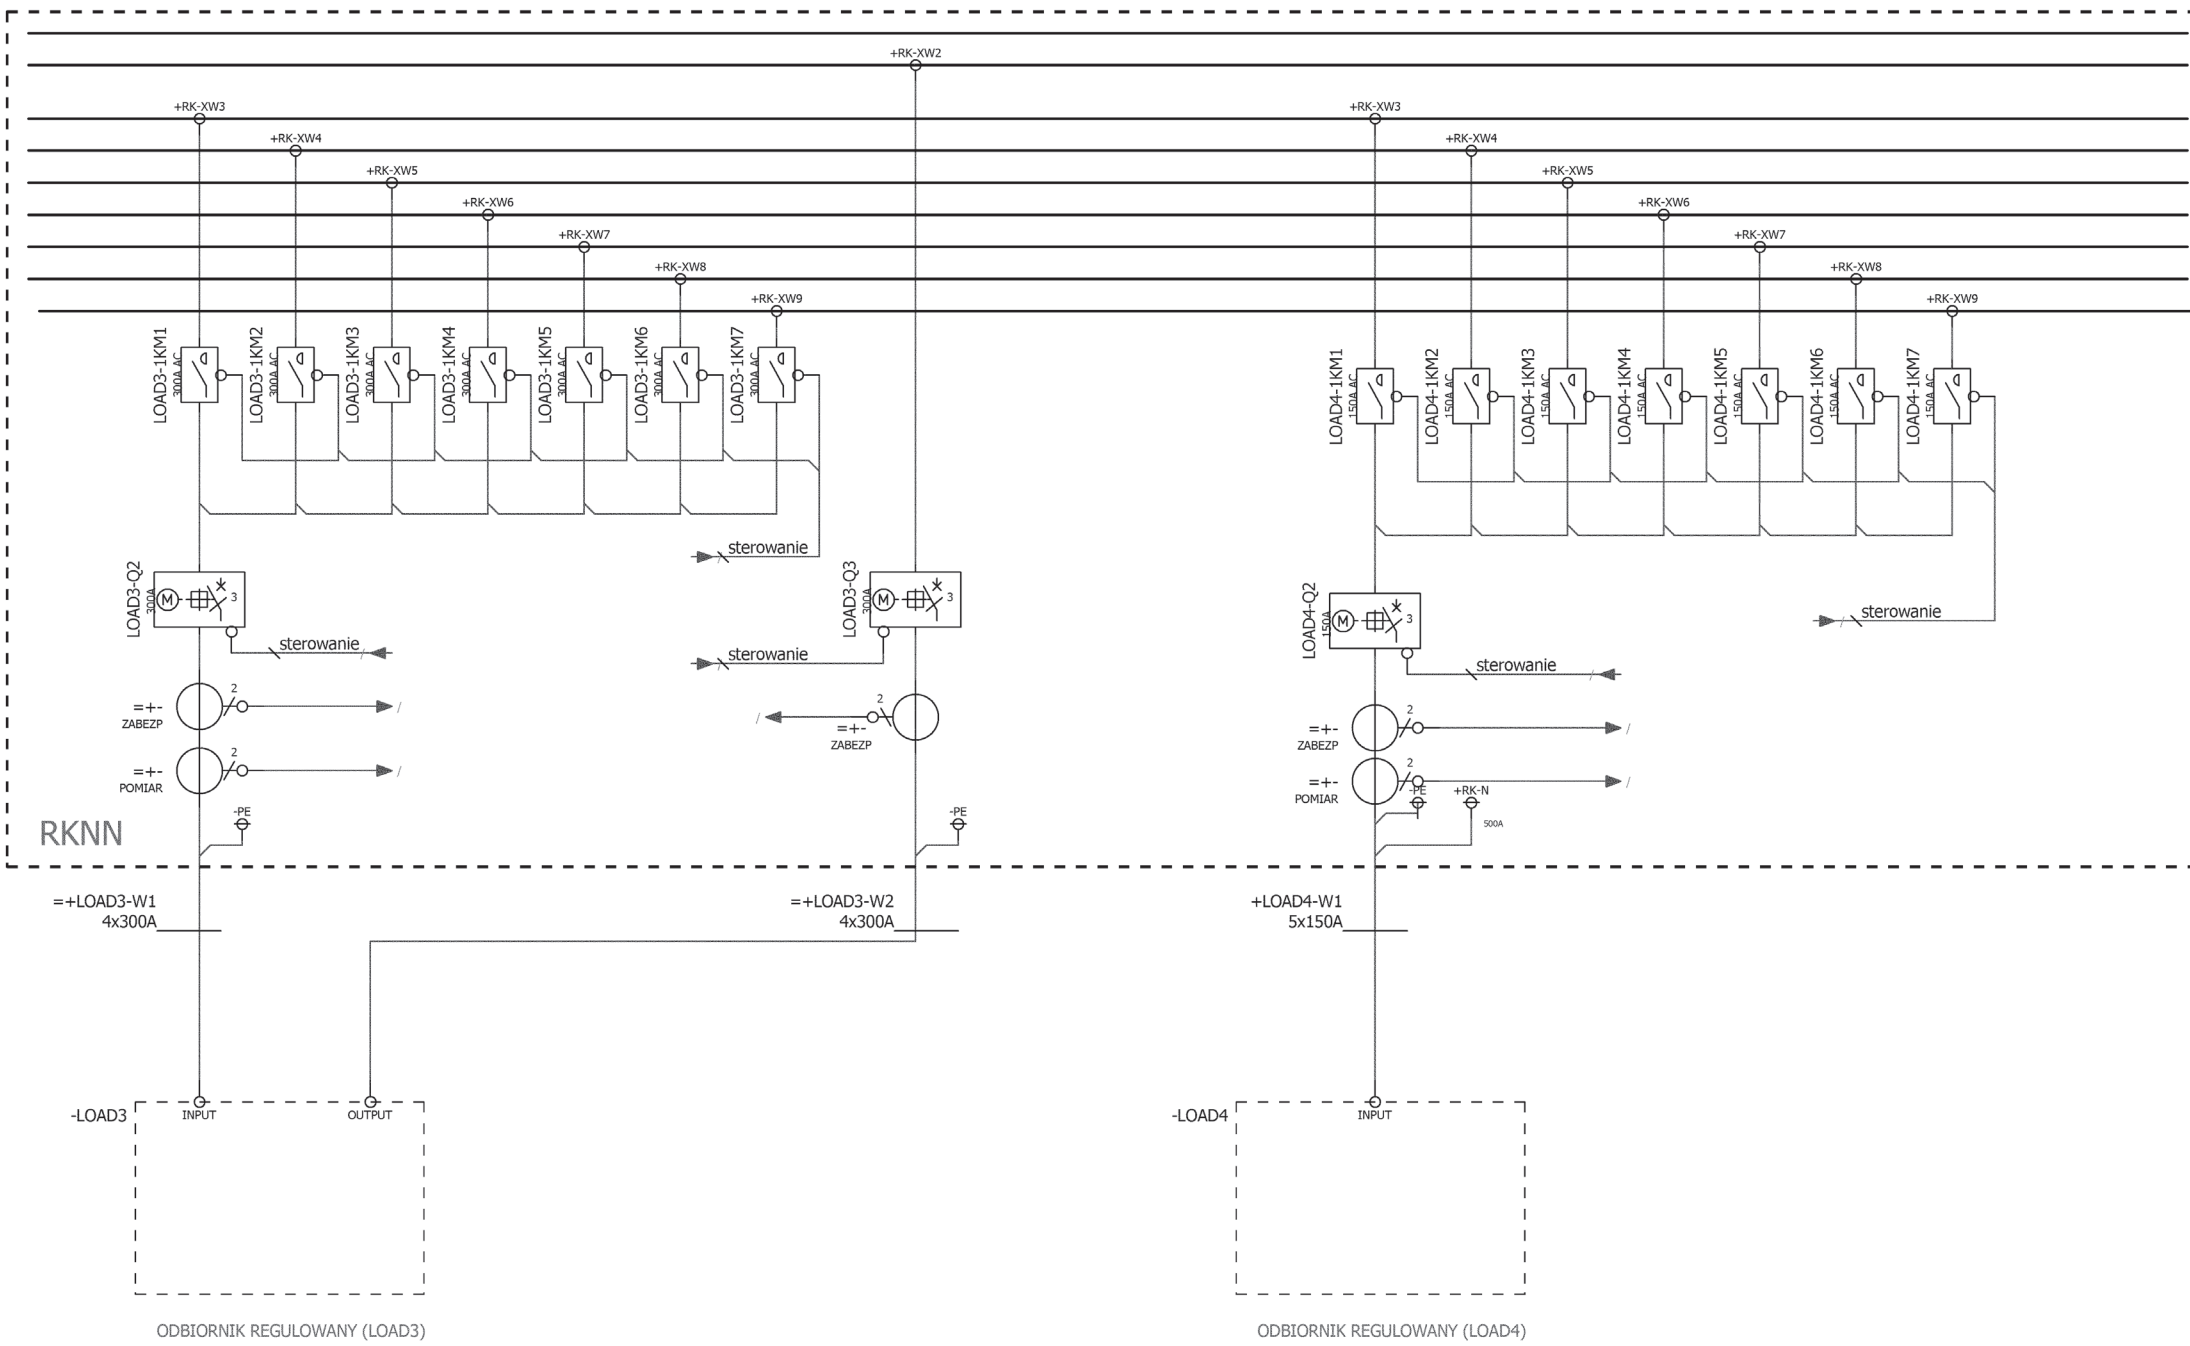 +RK-XW2
+RK-XW3
+RK-XW3
+RK-XW4
+RK-XW4
+RK-XW5
+RK-XW5
+RK-XW6
+RK-XW6
+RK-XW7
+RK-XW7
+RK-XW8
+RK-XW8
+RK-XW9
+RK-XW9
LOAD3-1KM1
300A AC
LOAD3-1KM2
300A AC
LOAD3-1KM3
300A AC
LOAD3-1KM4
300A AC
LOAD3-1KM5
300A AC
LOAD3-1KM6
300A AC
LOAD3-1KM7
300A AC
LOAD4-1KM1
150A AC
LOAD4-1KM2
150A AC
LOAD4-1KM3
150A AC
LOAD4-1KM4
150A AC
LOAD4-1KM5
150A AC
LOAD4-1KM6
150A AC
LOAD4-1KM7
150A AC
sterowanie
LOAD3-Q2
300A
M
3
sterowanie
LOAD3-Q3
300A
M
3
sterowanie
LOAD4-Q2
150A
M
3
sterowanie
sterowanie
2
=+-
ZABEZP
/
2
=+-
POMIAR
/
2
/
=+-
ZABEZP
2
=+-
ZABEZP
/
2
=+-
POMIAR
/
-PE
-PE
-PE
+RK-N
500A
RKNN
=+LOAD3-W1
4x300A
=+LOAD3-W2
4x300A
+LOAD4-W1
5x150A
-LOAD3
INPUT
OUTPUT
-LOAD4
INPUT
ODBIORNIK REGULOWANY (LOAD3)
ODBIORNIK REGULOWANY (LOAD4)